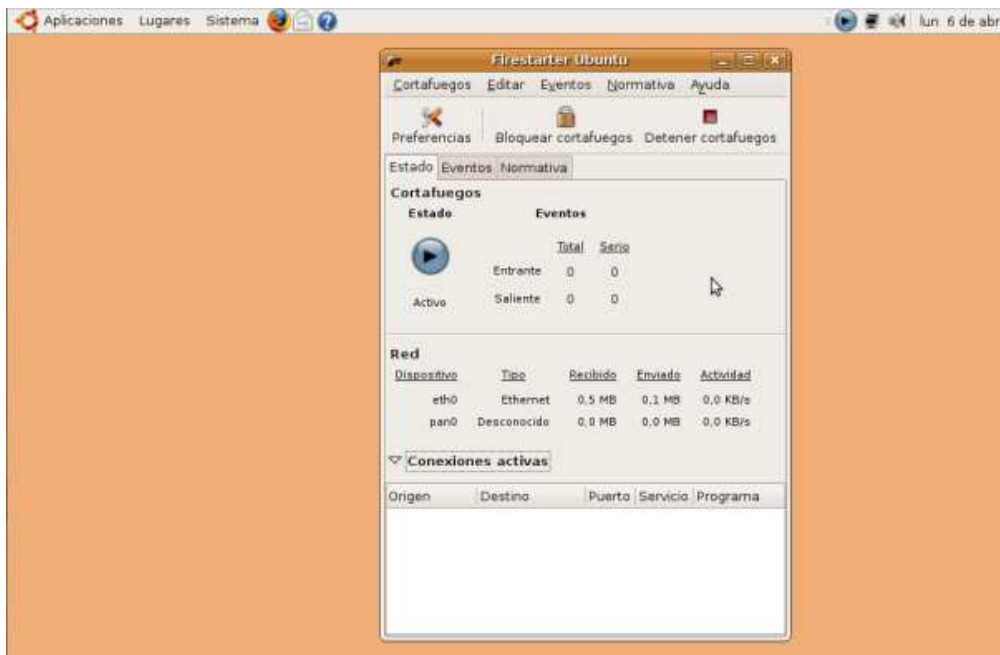 Aplicaciones Lugares Sistema lun 6 de abr
Firestarter Ubuntu
Cortafuegos Editar Eventos Normativa Ayuda
Preferencias Bloquear cortafuegos Detener cortafuegos
Estado Eventos Normativa
Cortafuegos
Estado Eventos
Total Serio
Entrante 0 0
Activo Saliente 0 0
Red
Dispositivo Tipo Recibido Enviado Actividad
eth0 Ethernet 0,5 MB 0,1 MB 0,0 KB/s
pan0 Desconocido 0,0 MB 0,0 MB 0,0 KB/s
Conexiones activas
Origen Destino Puerto Servicio Programa